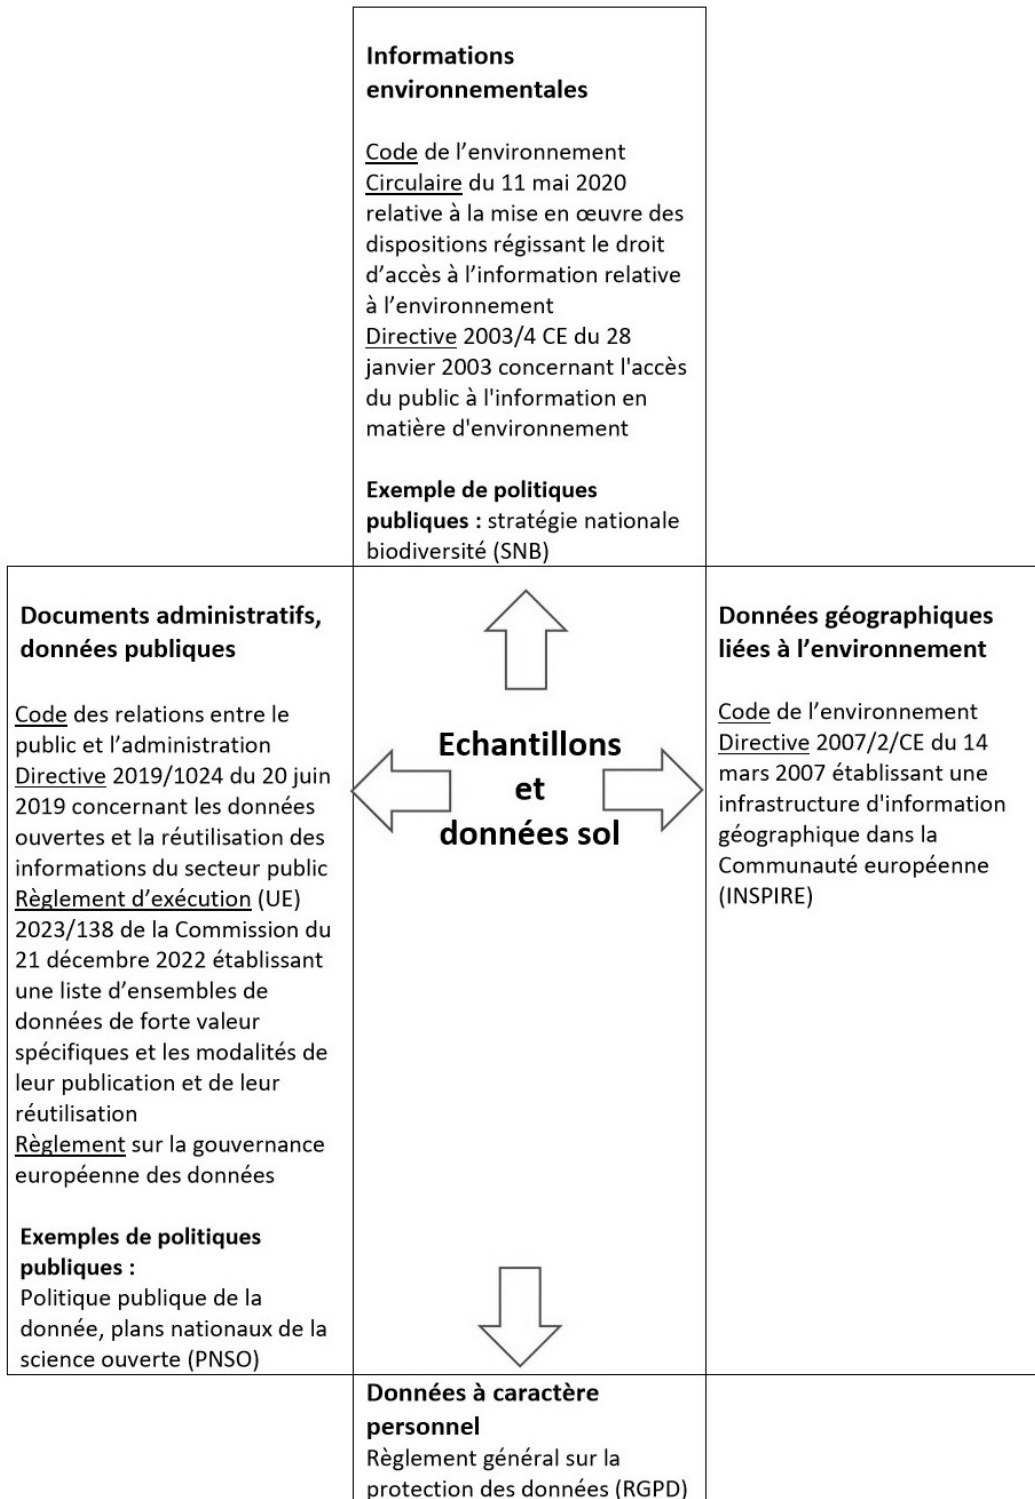 Informations
environnementales
Code de l’environnement
Circulaire du 11 mai 2020
relative à la mise en œuvre des
dispositions régissant le droit
d’accès à l’information relative
à l’environnement
Directive 2003/4 CE du 28
janvier 2003 concernant l'accès
du public à l'information en
matière d'environnement
Exemple de politiques
publiques : stratégie nationale
biodiversité (SNB)
Documents administratifs,
données publiques
Code des relations entre le
public et l’administration
Directive 2019/1024 du 20 juin
2019 concernant les données
ouvertes et la réutilisation des
informations du secteur public
Règlement d’exécution (UE)
2023/138 de la Commission du
21 décembre 2022 établissant
une liste d’ensembles de
données de forte valeur
spécifiques et les modalités de
leur publication et de leur
réutilisation
Règlement sur la gouvernance
européenne des données
Exemples de politiques
publiques :
Politique publique de la
donnée, plans nationaux de la
science ouverte (PNSO)
Echantillons
et
données sol
Données géographiques
liées à l’environnement
Code de l’environnement
Directive 2007/2/CE du 14
mars 2007 établissant une
infrastructure d'information
géographique dans la
Communauté européenne
(INSPIRE)
Données à caractère
personnel
Règlement général sur la
protection des données (RGPD)